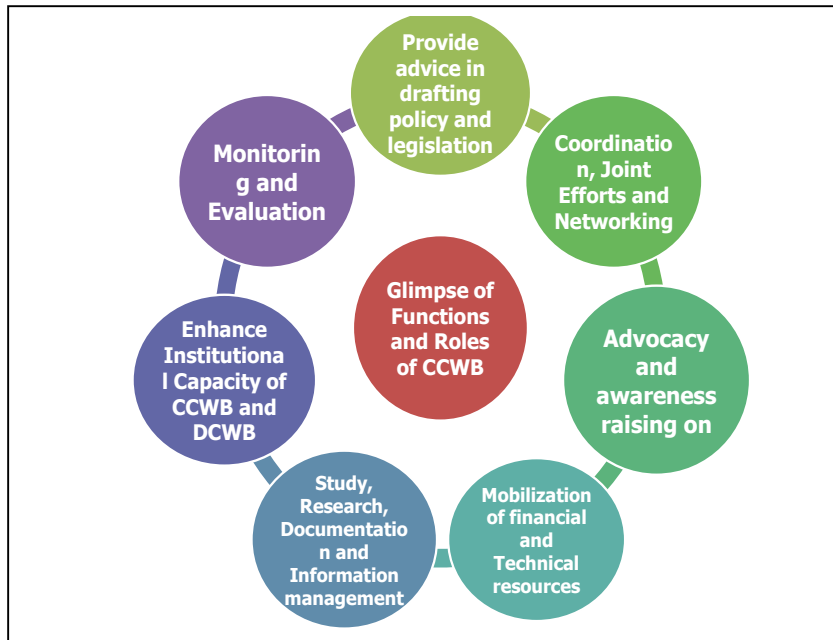 Provide
advice in
drafting
policy and
legislation
Coordinatio
n, Joint
Efforts and
Networking
Advocacy
and
awareness
raising on
Mobilization
of financial
and
Technical
resources
Study,
Research,
Documentatio
n and
Information
management
Enhance
Institutiona
l Capacity of
CCWB and
DCWB
Monitorin
g and
Evaluation
Glimpse of
Functions
and Roles
of CCWB